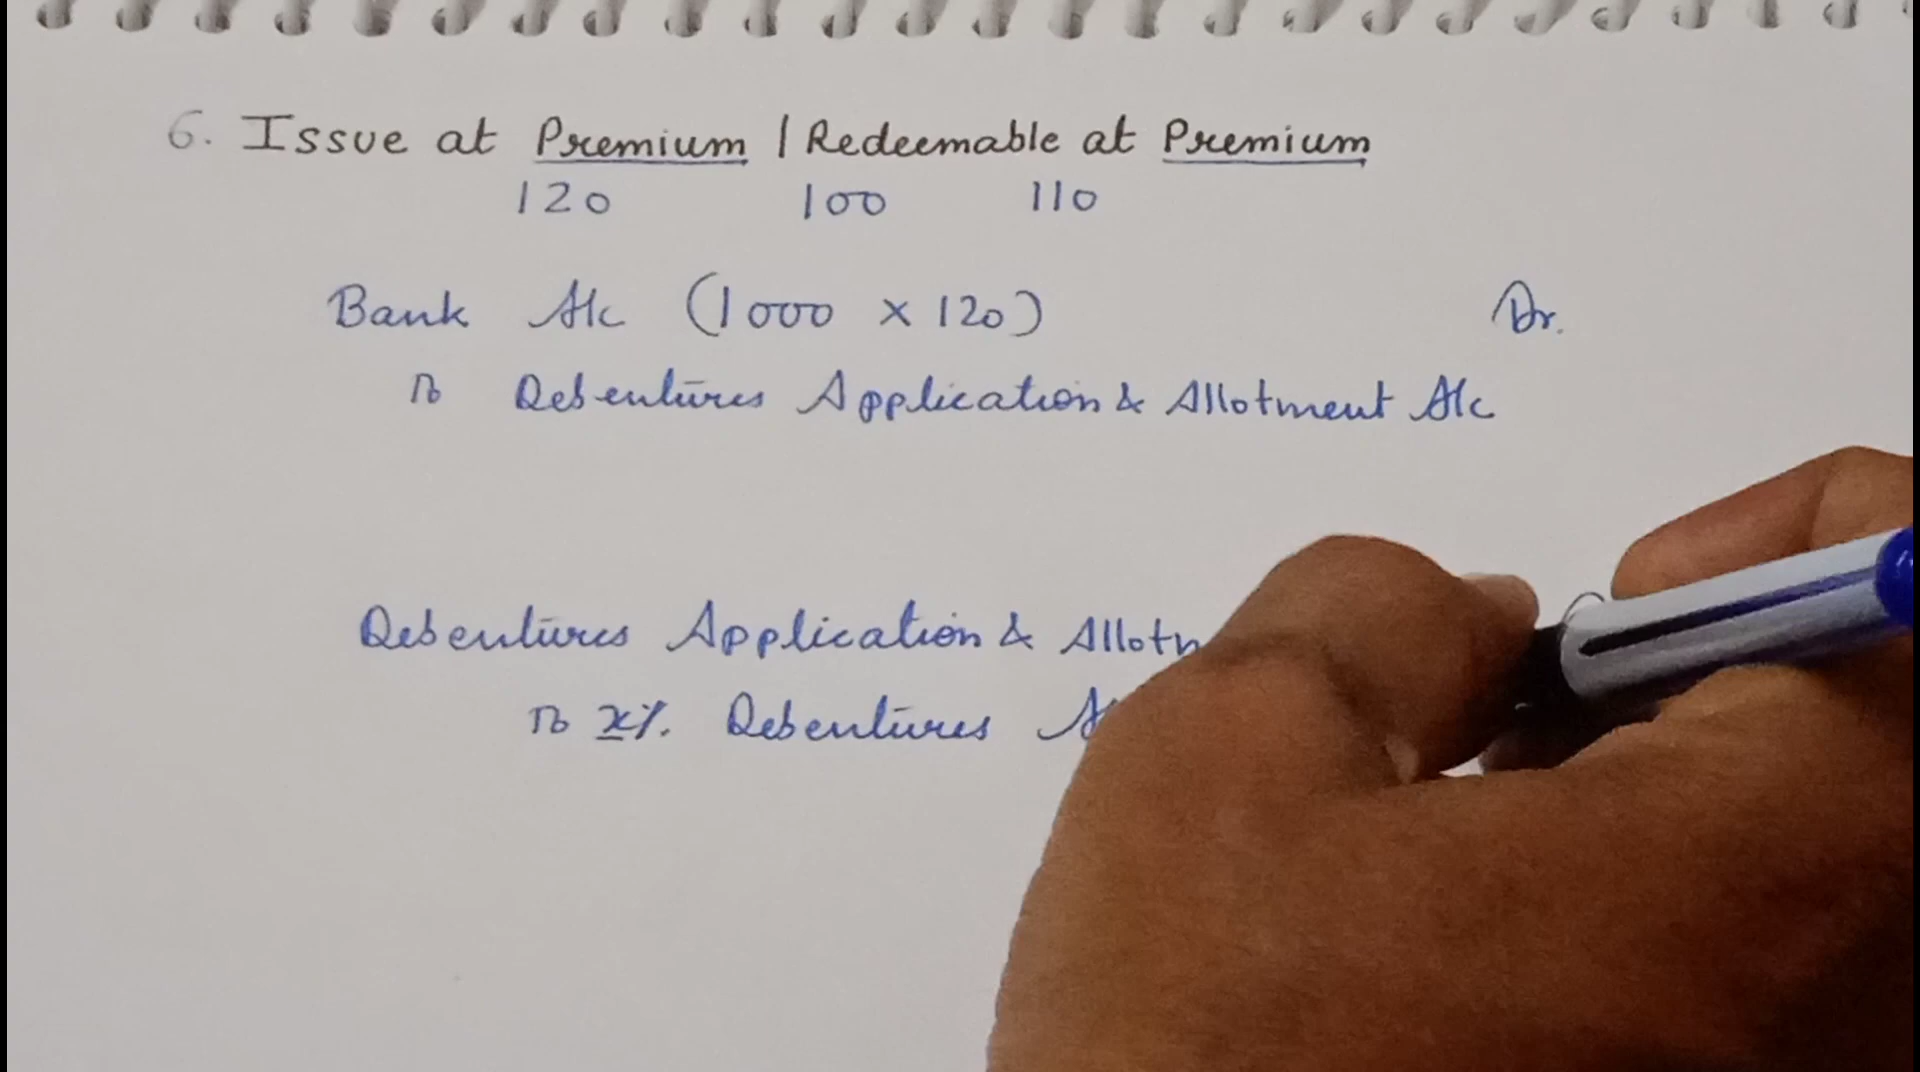 6. Issue at Premium | Redeemable at Premium
120 100 110
Bank A/c (1000 × 120) Dr.
To Debentures Application & Allotment A/c
Debentures Application &
To x%. Debentures